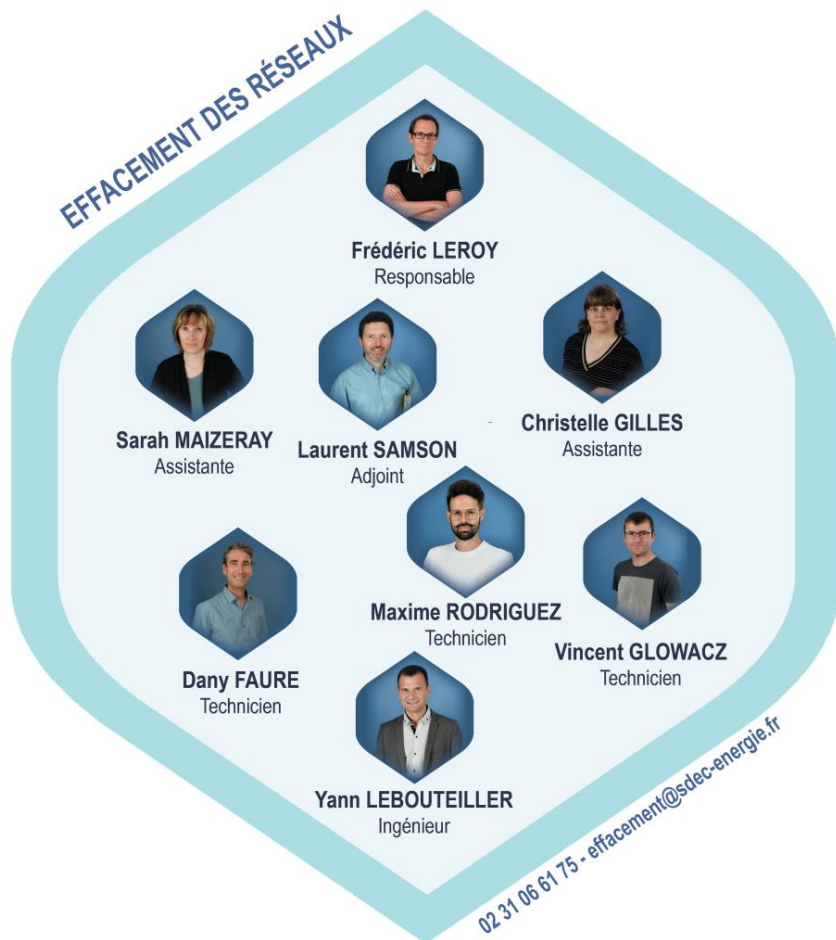 EFFACEMENT DES RÉSEAUX
Frédéric LEROY
Responsable
Sarah MAIZERAY
Assistante
Laurent SAMSON
Adjoint
Christelle GILLES
Assistante
Maxime RODRIGUEZ
Technicien
Vincent GLOWACZ
Technicien
Dany FAURE
Technicien
Yann LEBOUTEILLER
Ingénieur
02 31 06 61 75 - effacement@sdec-energie.fr